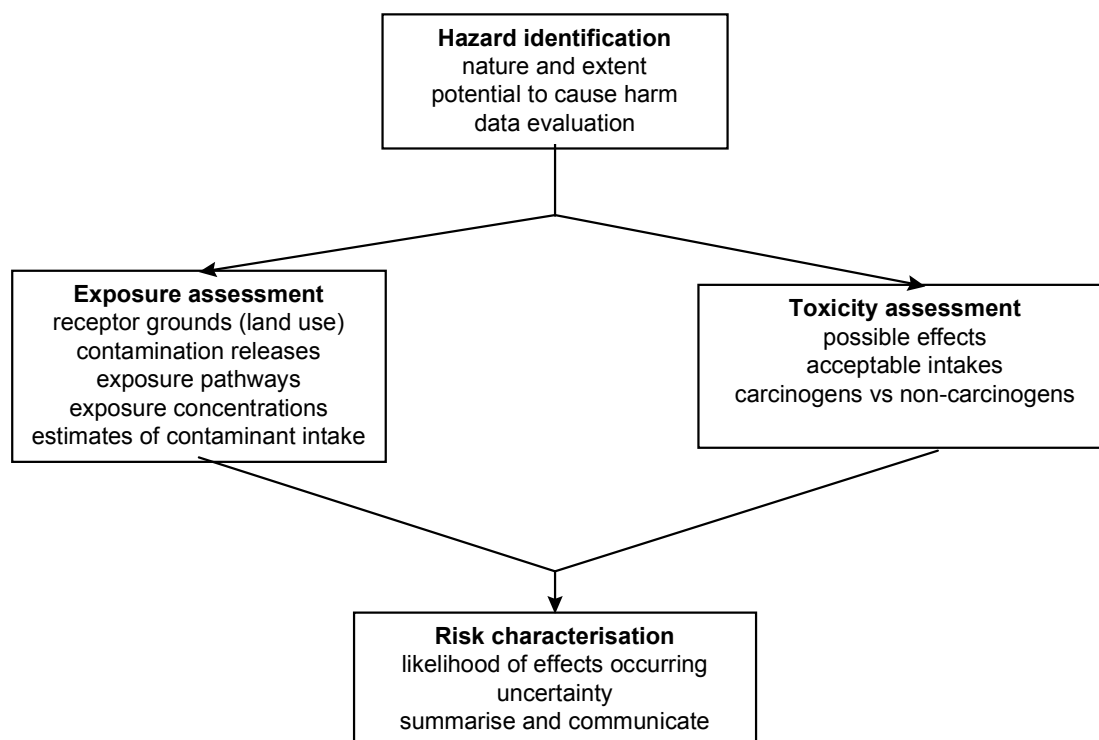 Hazard identification
nature and extent
potential to cause harm
data evaluation
Exposure assessment
receptor grounds (land use)
contamination releases
exposure pathways
exposure concentrations
estimates of contaminant intake
Toxicity assessment
possible effects
acceptable intakes
carcinogens vs non-carcinogens
Risk characterisation
likelihood of effects occurring
uncertainty
summarise and communicate